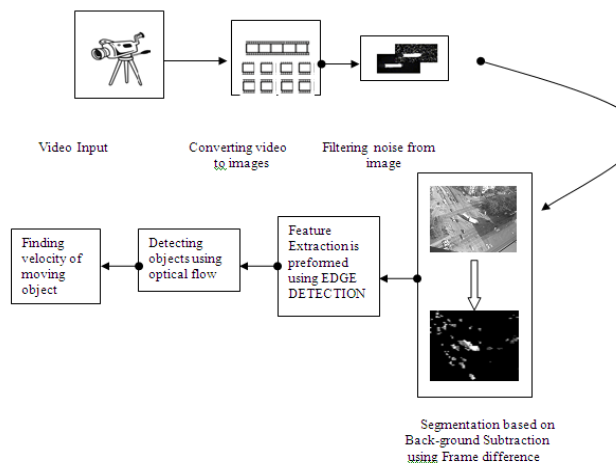 Video Input
Converting video
to images
Filtering noise from
image
Segmentation based on
Back-ground Subtraction
using Frame difference
Feature
Extraction is
preformed
using EDGE
DETECTION
Detecting
objects using
optical flow
Finding
velocity of
moving
object